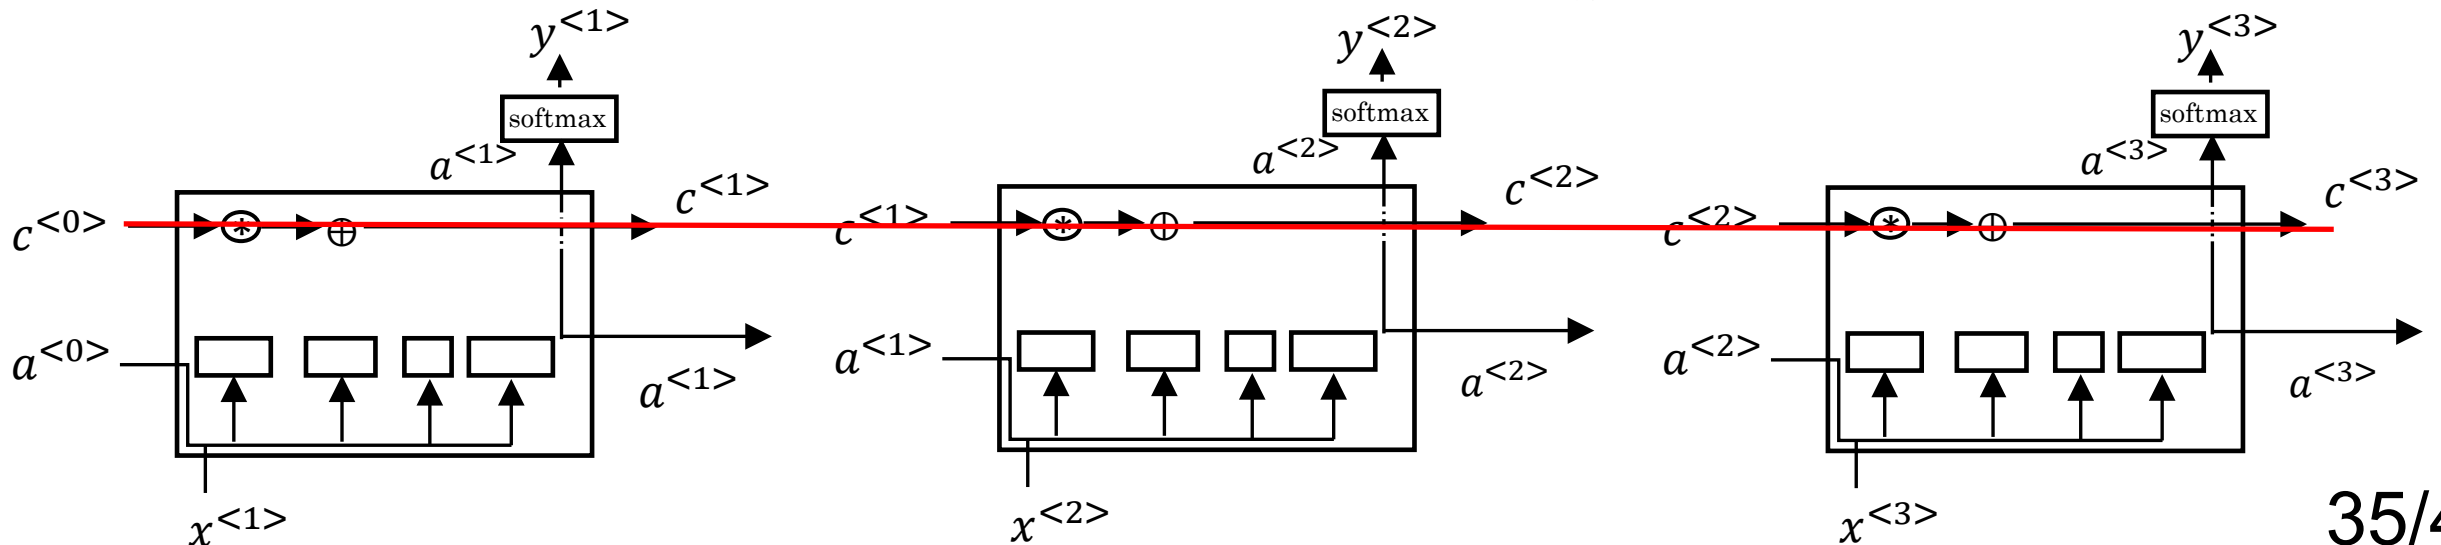 y<1> y<2> y<3>
softmax softmax softmax
a<1> a<2> a<3>
c<0> * ⊕ c<1> c<1> * ⊕ c<2> c<2> * ⊕ c<3>
a<0> a<1> a<1> a<2> a<2> a<3>
x<1> x<2> x<3>
35/4